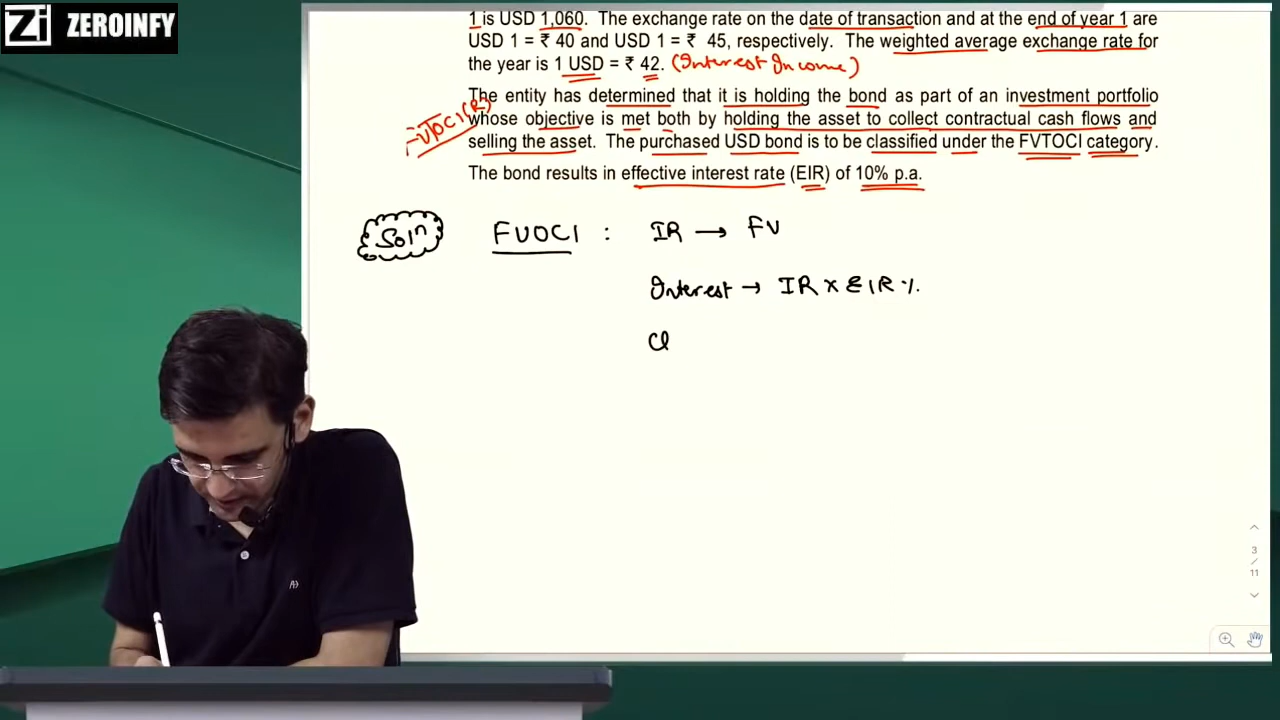 Zi ZEROINFY
1 is USD 1,060. The exchange rate on the date of transaction and at the end of year 1 are
USD 1 = ₹ 40 and USD 1 = ₹ 45, respectively. The weighted average exchange rate for
the year is 1 USD = ₹ 42. (Interest Income)
The entity has determined that it is holding the bond as part of an investment portfolio
FVTOCI(R)
whose objective is met both by holding the asset to collect contractual cash flows and
selling the asset. The purchased USD bond is to be classified under the FVTOCI category.
The bond results in effective interest rate (EIR) of 10% p.a.
Soln FVOCI : IR → FV
Interest → IR x EIR %.
Cl
3
/
11